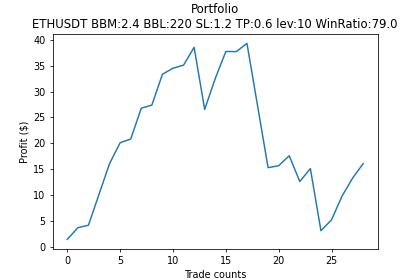 Portfolio
ETHUSDT BBM:2.4 BBL:220 SL:1.2 TP:0.6 lev:10 WinRatio:79.0
40
35
30
25
20
15
10
5
0
Profit ($)
0 5 10 15 20 25
Trade counts